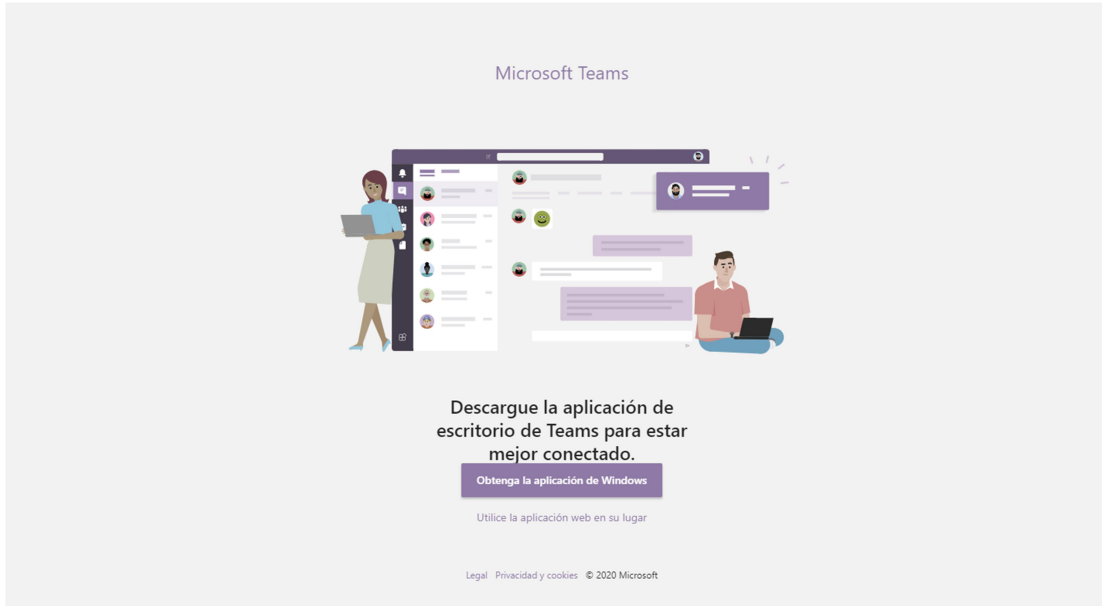 Microsoft Teams
Descargue la aplicación de
escritorio de Teams para estar
mejor conectado.
Obtenga la aplicación de Windows
Utilice la aplicación web en su lugar
Legal Privacidad y cookies © 2020 Microsoft